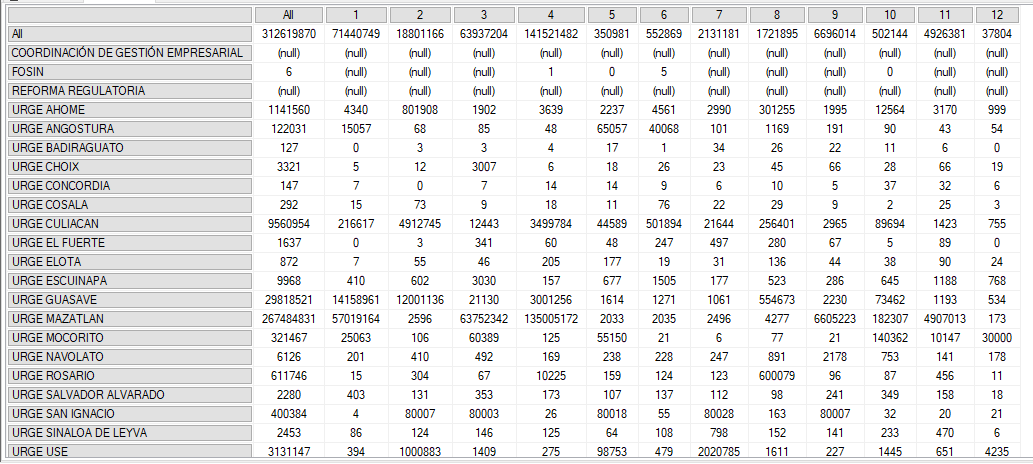 All 1 2 3 4 5 6 7 8 9 10 11 12
All 312619870 71440749 18801166 63937204 141521482 350981 552869 2131181 1721895 6696014 502144 4926381 37804
COORDINACIÓN DE GESTIÓN EMPRESARIAL (null) (null) (null) (null) (null) (null) (null) (null) (null) (null) (null) (null) (null)
FOSIN 6 (null) (null) (null) 1 0 5 (null) (null) (null) 0 (null) (null)
REFORMA REGULATORIA (null) (null) (null) (null) (null) (null) (null) (null) (null) (null) (null) (null) (null)
URGE AHOME 1141560 4340 801908 1902 3639 2237 4561 2990 301255 1995 12564 3170 999
URGE ANGOSTURA 122031 15057 68 85 48 65057 40068 101 1169 191 90 43 54
URGE BADIRAGUATO 127 0 3 3 4 17 1 34 26 22 11 6 0
URGE CHOIX 3321 5 12 3007 6 18 26 23 45 66 28 66 19
URGE CONCORDIA 147 7 0 7 14 14 9 6 10 5 37 32 6
URGE COSALA 292 15 73 9 18 11 76 22 29 9 2 25 3
URGE CULIACAN 9560954 216617 4912745 12443 3499784 44589 501894 21644 256401 2965 89694 1423 755
URGE EL FUERTE 1637 0 3 341 60 48 247 497 280 67 5 89 0
URGE ELOTA 872 7 55 46 205 177 19 31 136 44 38 90 24
URGE ESCUINAPA 9968 410 602 3030 157 677 1505 177 523 286 645 1188 768
URGE GUASAVE 29818521 14158961 12001136 21130 3001256 1614 1271 1061 554673 2230 73462 1193 534
URGE MAZATLAN 267484831 57019164 2596 63752342 135005172 2033 2035 2496 4277 6605223 182307 4907013 173
URGE MOCORITO 321467 25063 106 60389 125 55150 21 6 77 21 140362 10147 30000
URGE NAVOLATO 6126 201 410 492 169 238 228 247 891 2178 753 141 178
URGE ROSARIO 611746 15 304 67 10225 159 124 123 600079 96 87 456 11
URGE SALVADOR ALVARADO 2280 403 131 353 173 107 137 112 98 241 349 158 18
URGE SAN IGNACIO 400384 4 80007 80003 26 80018 55 80028 163 80007 32 20 21
URGE SINALOA DE LEYVA 2453 86 124 146 125 64 108 798 152 141 233 470 6
URGE USE 3131147 394 1000883 1409 275 98753 479 2020785 1611 227 1445 651 4235